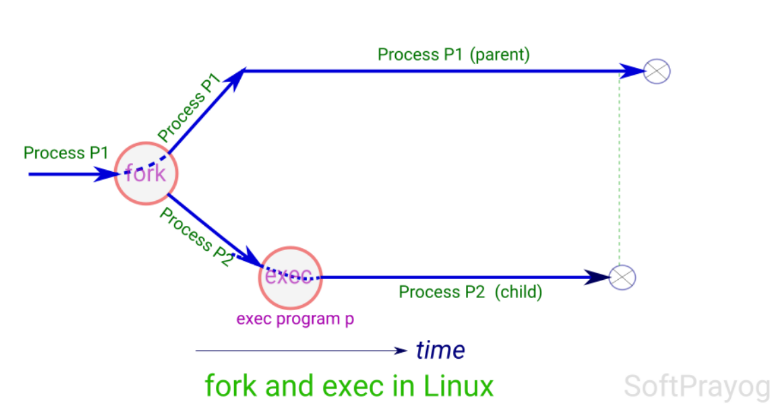 Process P1 (parent)
Process P1
Process P1
fork
Process P2
exec
Process P2 (child)
exec program p
time
fork and exec in Linux
SoftPrayog